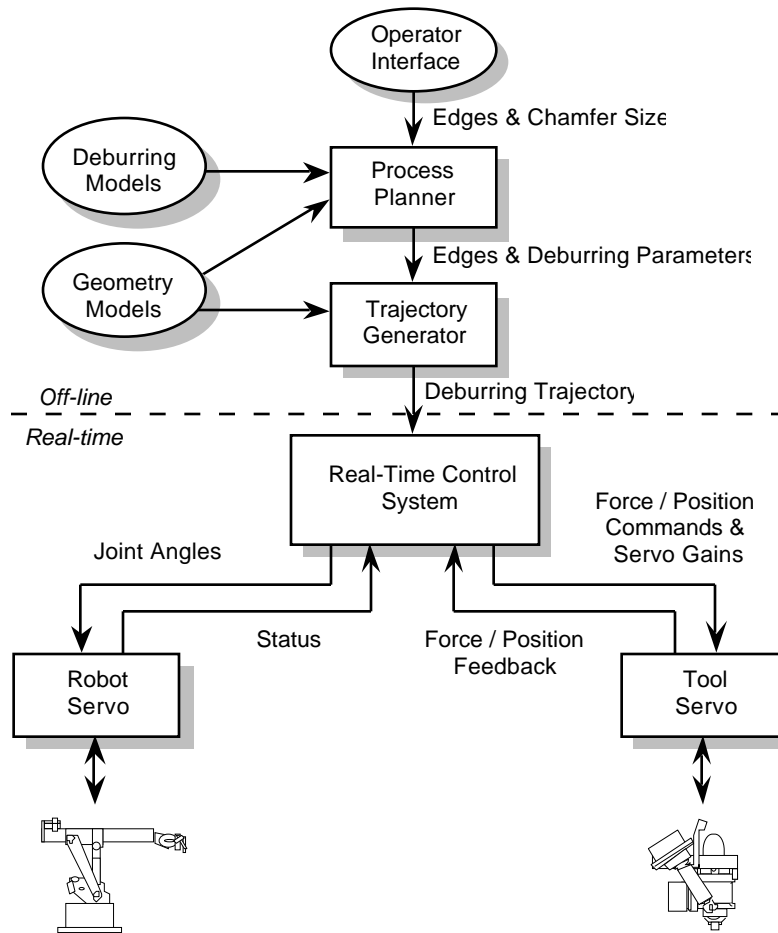 Operator
Interface
Edges & Chamfer Size
Deburring
Models
Process
Planner
Edges & Deburring Parameters
Geometry
Models
Trajectory
Generator
Off-line
Deburring Trajectory
Real-time
Real-Time Control
System
Joint Angles
Force / Position
Commands &
Servo Gains
Status
Force / Position
Feedback
Robot
Servo
Tool
Servo